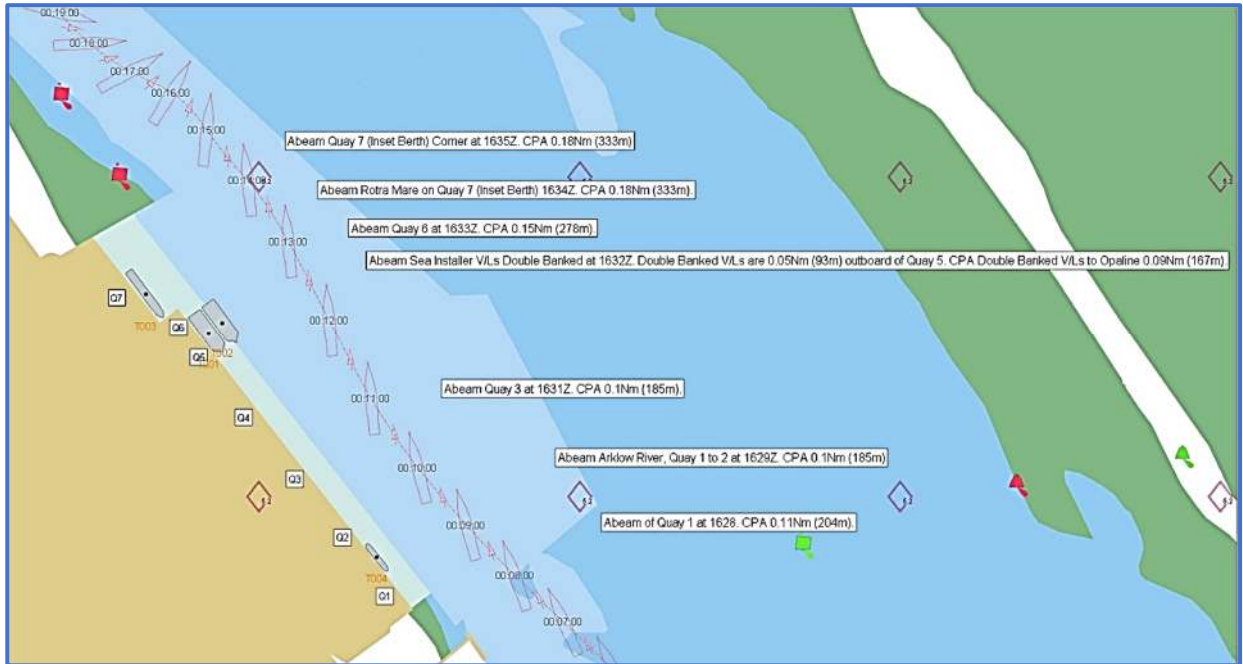 00:19:00
00:18:00
00:17:00
00:16:00
00:15:00
Abeam Quay 7 (Inset Berth) Corner at 1635Z. CPA 0.18Nm (333m)
00:14:00
Abeam Rotra Mare on Quay 7 (Inset Berth) 1634Z. CPA 0.18Nm (333m).
Abeam Quay 6 at 1633Z. CPA 0.15Nm (278m).
00:13:00
Abeam Sea Installer V/Ls Double Banked at 1632Z. Double Banked V/Ls are 0.05Nm (93m) outboard of Quay 5. CPA Double Banked V/Ls to Opaline 0.09Nm (167m).
Q7
T003
Q6
00:12:00
Q5
T002
T001
Abeam Quay 3 at 1631Z. CPA 0.1Nm (185m).
00:11:00
Q4
Abeam Arklow River, Quay 1 to 2 at 1629Z. CPA 0.1Nm (185m)
00:10:00
Q3
Abeam of Quay 1 at 1628. CPA 0.11Nm (204m).
00:09:00
Q2
T004
00:08:00
Q1
00:07:00